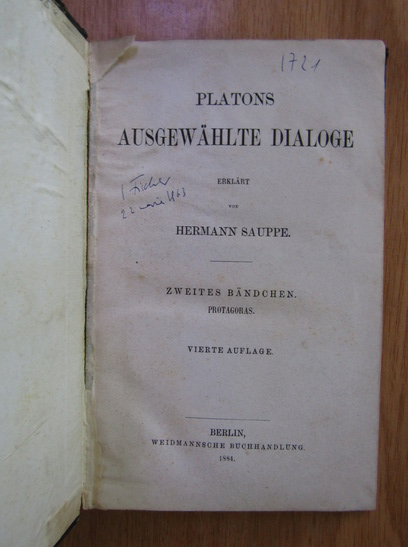 1721
PLATONS
AUSGEWÄHLTE DIALOGE
ERKLÄRT
VON
HERMANN SAUPPE.
ZWEITES BÄNDCHEN.
PROTAGORAS.
VIERTE AUFLAGE.
BERLIN,
WEIDMANNSCHE BUCHHANDLUNG.
1884.